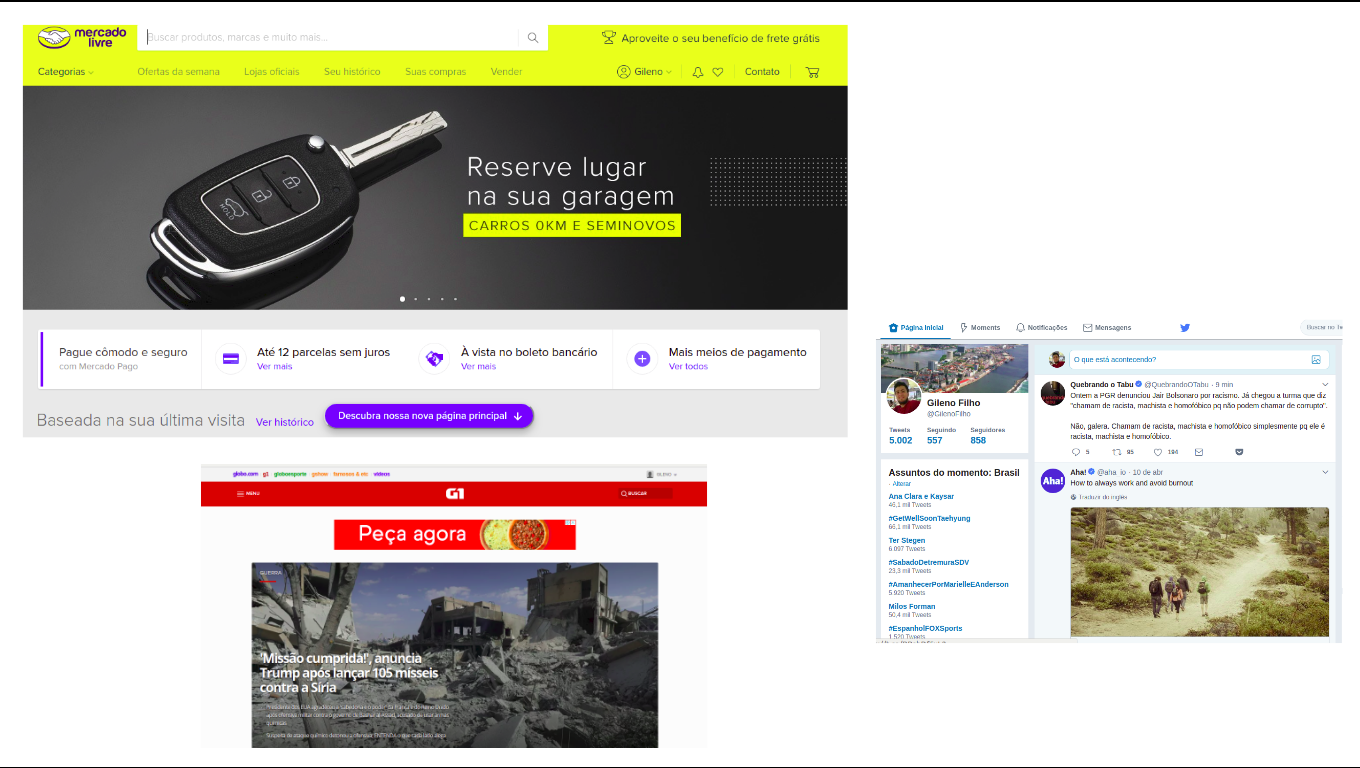 mercado
livre
Buscar produtos, marcas e muito mais...
Aproveite o seu benefício de frete grátis
Categorias
Ofertas da semana
Lojas oficiais
Seu histórico
Suas compras
Vender
Gileno
Contato
Reserve lugar
na sua garagem
CARROS 0KM E SEMINOVOS
HOLD
Pague cômodo e seguro
com Mercado Pago
Até 12 parcelas sem juros
Ver mais
À vista no boleto bancário
Ver mais
Mais meios de pagamento
Ver todos
Baseada na sua última visita
Ver histórico
Descubra nossa nova página principal
globo.com g1 globoesporte gshow famosos & etc vídeos
GILENO
MENU
G1
BUSCAR
Peça agora
GUERRA
'Missão cumprida!', anuncia
Trump após lançar 105 mísseis
contra a Síria
Página Inicial
Moments
Notificações
Mensagens
Buscar no
Gileno Filho
@GilenoFilho
Tweets Seguindo Seguidores
5.002 557 858
Assuntos do momento: Brasil
· Alterar
Ana Clara e Kaysar
46,1 mil Tweets
#GetWellSoonTaehyung
66,1 mil Tweets
Ter Stegen
6.097 Tweets
#SabadoDetremuraSDV
23,3 mil Tweets
#AmanhecerPorMarielleEAnderson
5.920 Tweets
Milos Forman
50,4 mil Tweets
#EspanholFOXSports
1.520 Tweets
O que está acontecendo?
Quebrando o Tabu @QuebrandoOTabu · 9 min
Ontem a PGR denunciou Jair Bolsonaro por racismo. Já chegou a turma que diz
"chamam de racista, machista e homofóbico pq não podem chamar de corrupto".
Não, galera. Chamam de racista, machista e homofóbico simplesmente pq ele é
racista, machista e homofóbico.
5 95 194
Aha!
Aha! @aha_io · 10 de abr
How to always work and avoid burnout
Traduzir do inglês